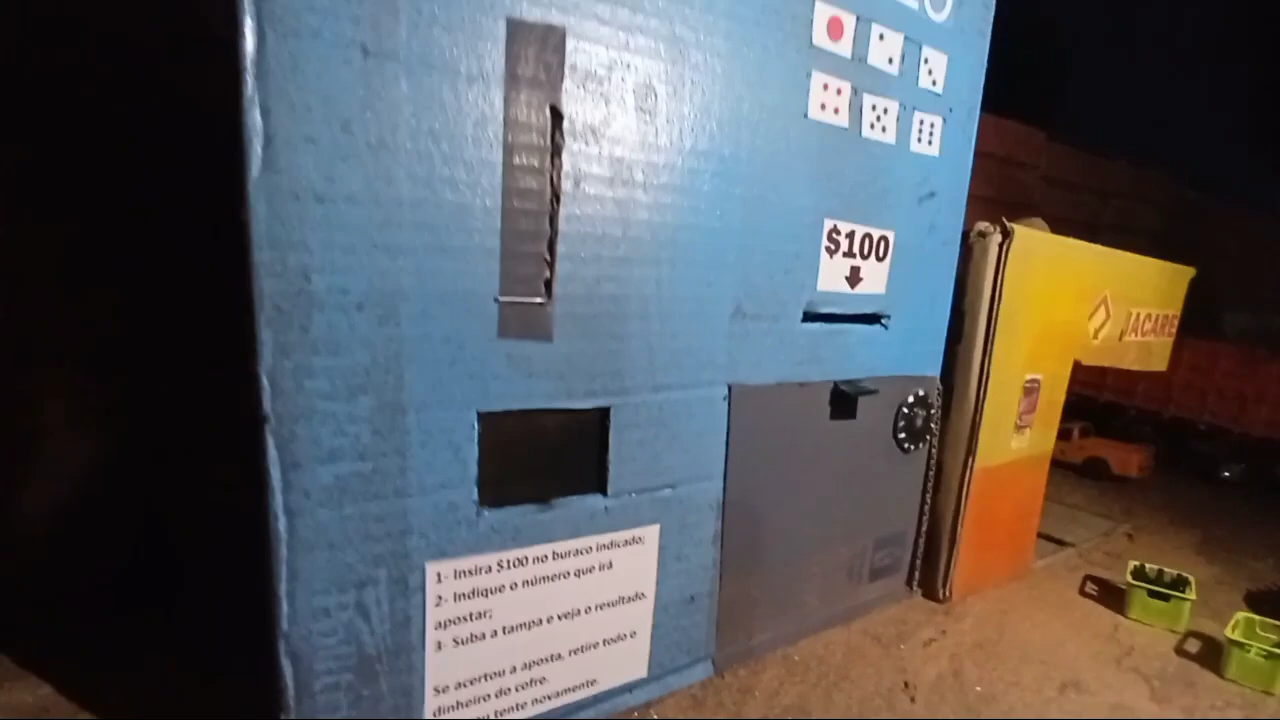 $100
JACARE
1- Insira $100 no buraco indicado;
2- Indique o número que irá
apostar;
3- Suba a tampa e veja o resultado.
Se acertou a aposta, retire todo o
dinheiro do cofre.
tente novamente.